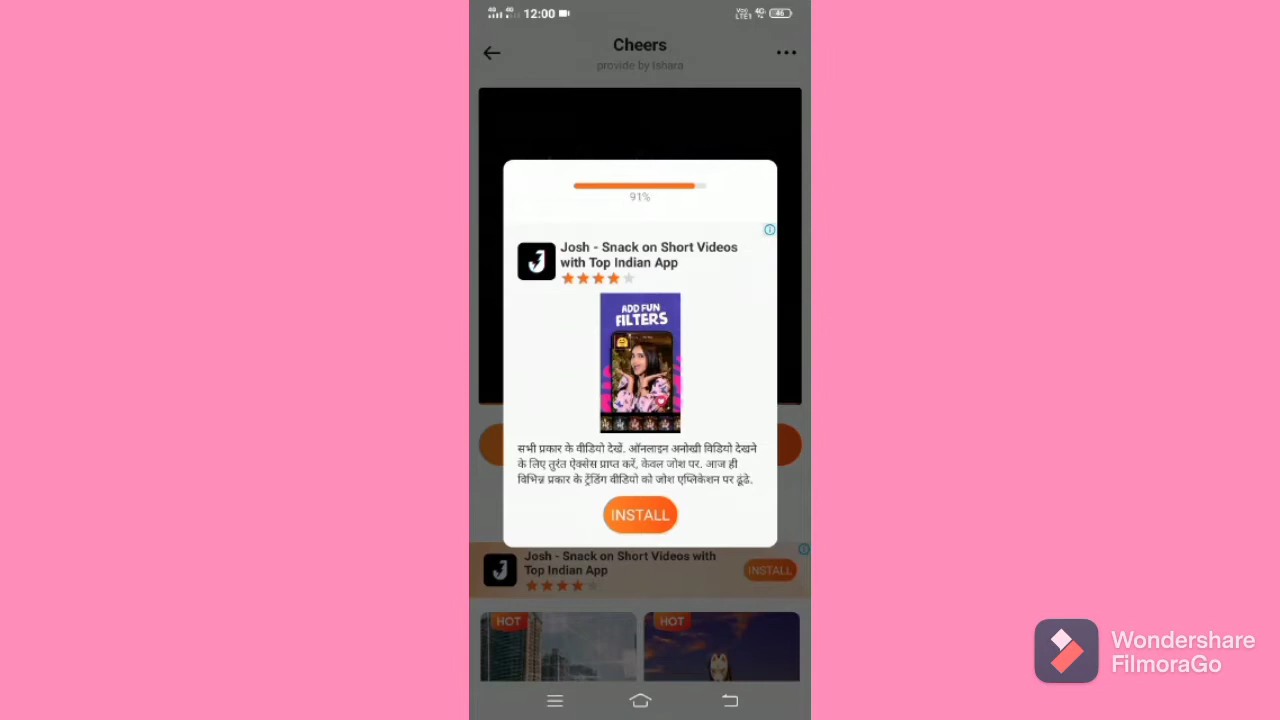 12:00
46
Cheers
provide by Ishara
91%
Josh - Snack on Short Videos
with Top Indian App
ADD FUN
FILTERS
सभी प्रकार के वीडियो देखें. ऑनलाइन अनोखी विडियो देखने
के लिए तुरंत ऐक्सेस प्राप्त करें, केवल जोश पर. आज ही
विभिन्न प्रकार के ट्रेंडिंग वीडियो को जोश एप्लिकेशन पर ढूंढे.
INSTALL
Josh - Snack on Short Videos with
Top Indian App
INSTALL
HOT
HOT
Wondershare
FilmoraGo